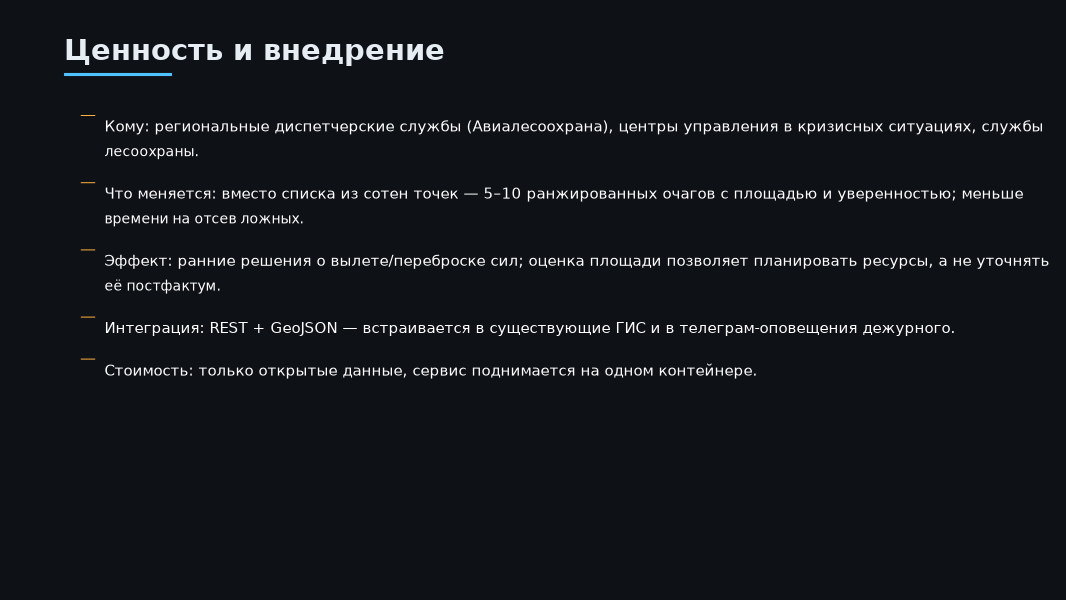 Ценность и внедрение
— Кому: региональные диспетчерские службы (Авиалесоохрана), центры управления в кризисных ситуациях, службы
лесоохраны.
— Что меняется: вместо списка из сотен точек — 5–10 ранжированных очагов с площадью и уверенностью; меньше
времени на отсев ложных.
— Эффект: ранние решения о вылете/переброске сил; оценка площади позволяет планировать ресурсы, а не уточнять
её постфактум.
— Интеграция: REST + GeoJSON — встраивается в существующие ГИС и в телеграм-оповещения дежурного.
— Стоимость: только открытые данные, сервис поднимается на одном контейнере.